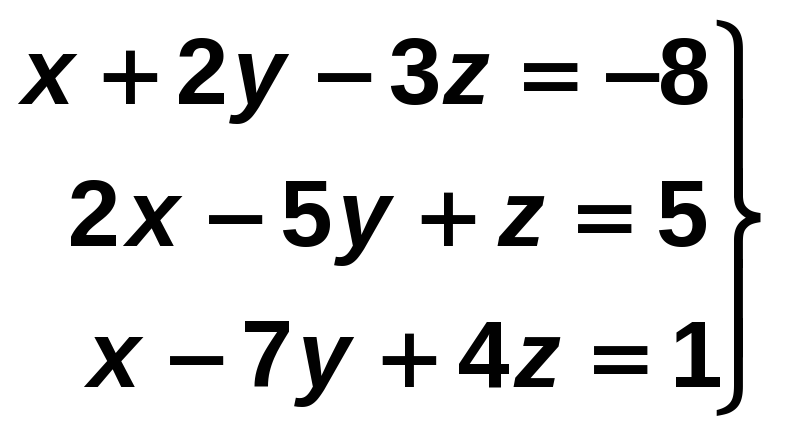 x + 2y − 3z = −8
2x − 5y + z = 5
x − 7y + 4z = 1